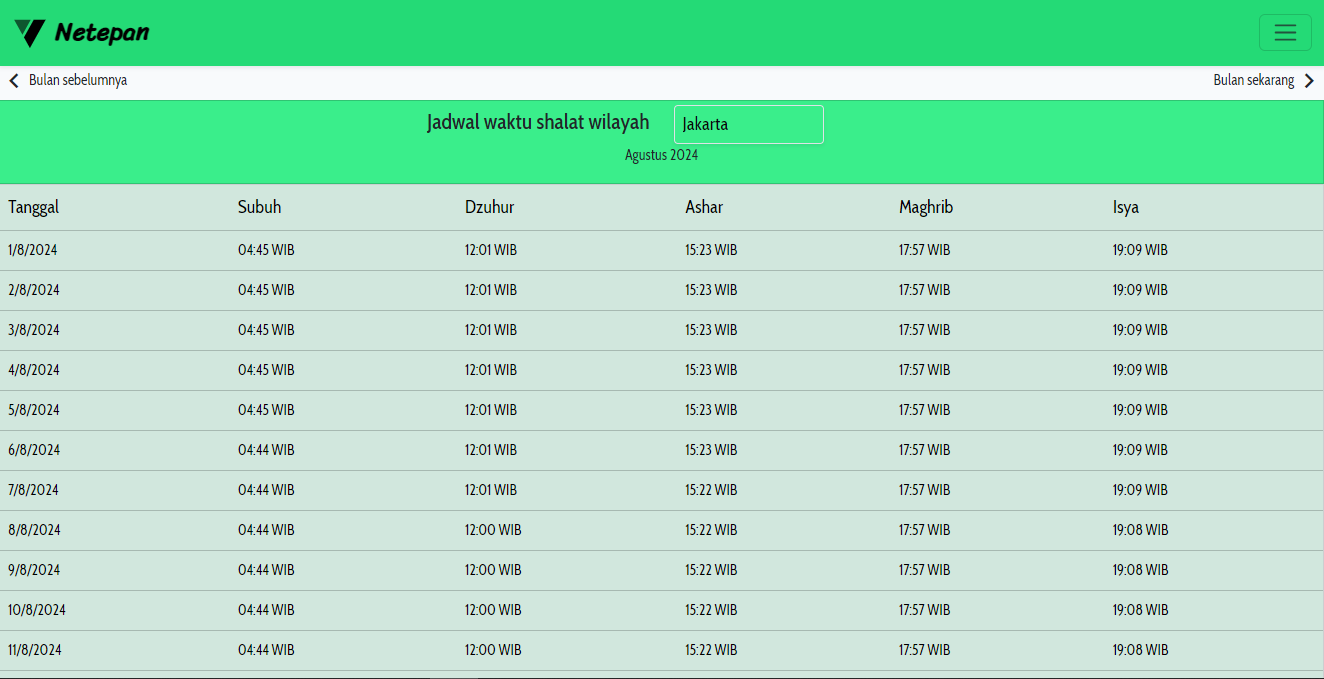 Netepan
Bulan sebelumnya Bulan sekarang
Jadwal waktu shalat wilayah Jakarta
Agustus 2024
Tanggal Subuh Dzuhur Ashar Maghrib Isya
1/8/2024 04:45 WIB 12:01 WIB 15:23 WIB 17:57 WIB 19:09 WIB
2/8/2024 04:45 WIB 12:01 WIB 15:23 WIB 17:57 WIB 19:09 WIB
3/8/2024 04:45 WIB 12:01 WIB 15:23 WIB 17:57 WIB 19:09 WIB
4/8/2024 04:45 WIB 12:01 WIB 15:23 WIB 17:57 WIB 19:09 WIB
5/8/2024 04:45 WIB 12:01 WIB 15:23 WIB 17:57 WIB 19:09 WIB
6/8/2024 04:44 WIB 12:01 WIB 15:23 WIB 17:57 WIB 19:09 WIB
7/8/2024 04:44 WIB 12:01 WIB 15:22 WIB 17:57 WIB 19:09 WIB
8/8/2024 04:44 WIB 12:00 WIB 15:22 WIB 17:57 WIB 19:08 WIB
9/8/2024 04:44 WIB 12:00 WIB 15:22 WIB 17:57 WIB 19:08 WIB
10/8/2024 04:44 WIB 12:00 WIB 15:22 WIB 17:57 WIB 19:08 WIB
11/8/2024 04:44 WIB 12:00 WIB 15:22 WIB 17:57 WIB 19:08 WIB